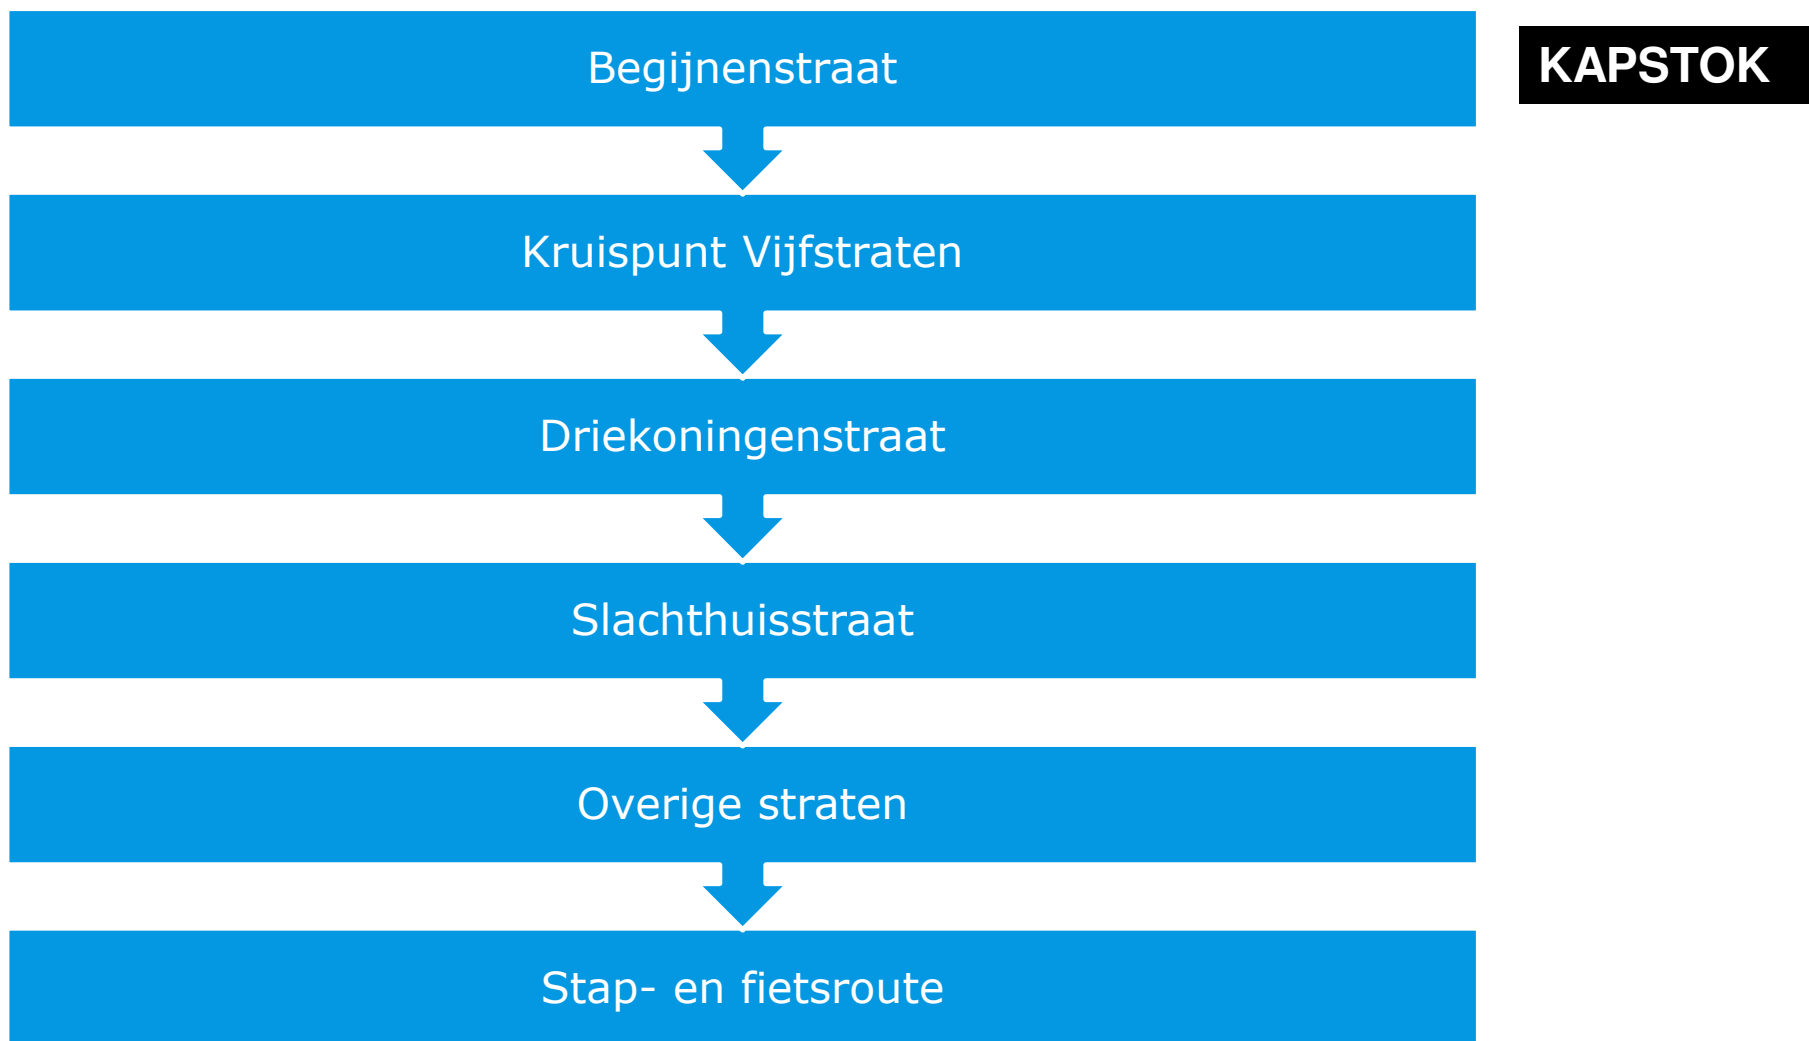 Begijnenstraat
KAPSTOK
Kruispunt Vijfstraten
Driekoningenstraat
Slachthuisstraat
Overige straten
Stap- en fietsroute